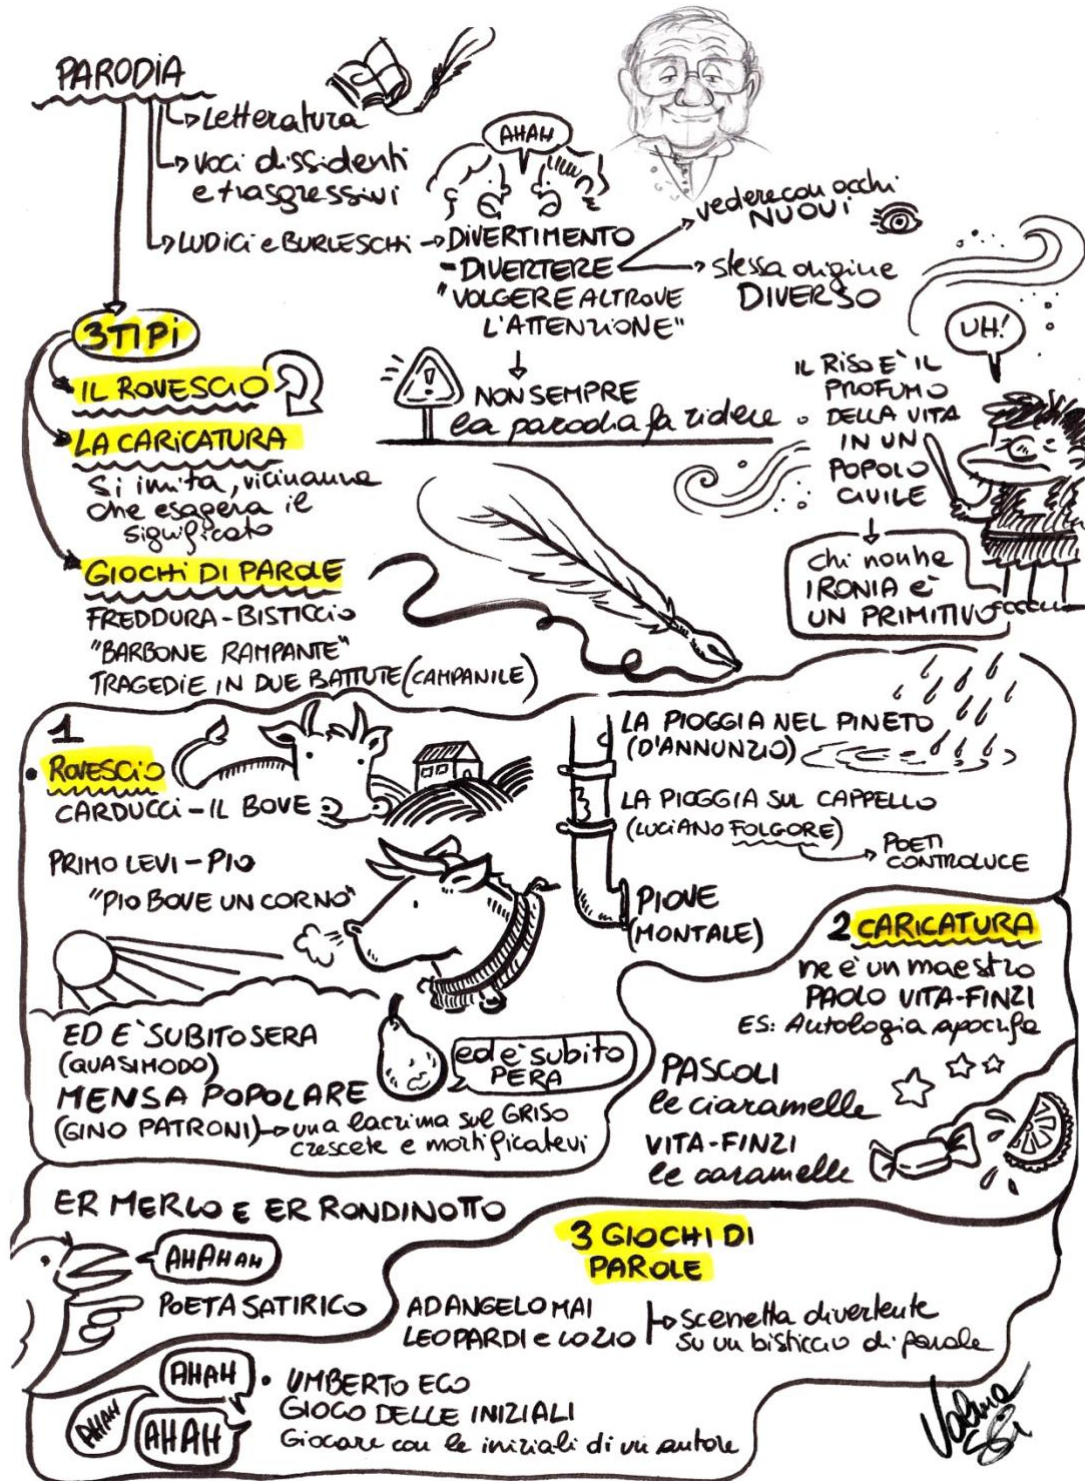 PARODIA
Letteratura
voci dissidenti
e trasgressivi
LUDICI e BURLESCHI
AHAH
DIVERTIMENTO
- DIVERTERE
"VOLGERE ALTROVE
L'ATTENZIONE"
vedere con occhi
NUOVI
stessa origine
DIVERSO
NON SEMPRE
la parodia fa ridere
UH!
IL RISO E' IL
PROFUMO
DELLA VITA
IN UN
POPOLO
CIVILE
chi non ha
IRONIA E'
UN PRIMITIVO
3 TIPI
IL ROVESCIO
LA CARICATURA
si imita, vicinanza
che esagera il
significato
GIOCHI DI PAROLE
FREDDURA - BISTICCIO
"BARBONE RAMPANTE"
TRAGEDIE IN DUE BATTUTE (CAMPANILE)
1
ROVESCIO
CARDUCCI - IL BOVE
PRIMO LEVI - PIO
"PIO BOVE UN CORNO"
ED E' SUBITO SERA
(QUASIMODO)
ed e' subito
PERA
MENSA POPOLARE
(GINO PATRONI) una lacrima sul GRISO
crescete e mortificatevi
LA PIOGGIA NEL PINETO
(D'ANNUNZIO)
LA PIOGGIA SUL CAPPELLO
(LUCIANO FOLGORE)
POETI
CONTROLUCE
PIOVE
(MONTALE)
2 CARICATURA
ne è un maestro
PAOLO VITA-FINZI
ES: Antologia apocrifa
PASCOLI
le ciaramelle
VITA-FINZI
le caramelle
ER MERLO E ER RONDINOTTO
AHAHAH
POETA SATIRICO
3 GIOCHI DI
PAROLE
AD ANGELO MAI
LEOPARDI e LO ZIO
scenetta divertente
su un bisticcio di parole
AHAH
AHAH
AHAH
• UMBERTO ECO
GIOCO DELLE INIZIALI
Giocare con le iniziali di un autore